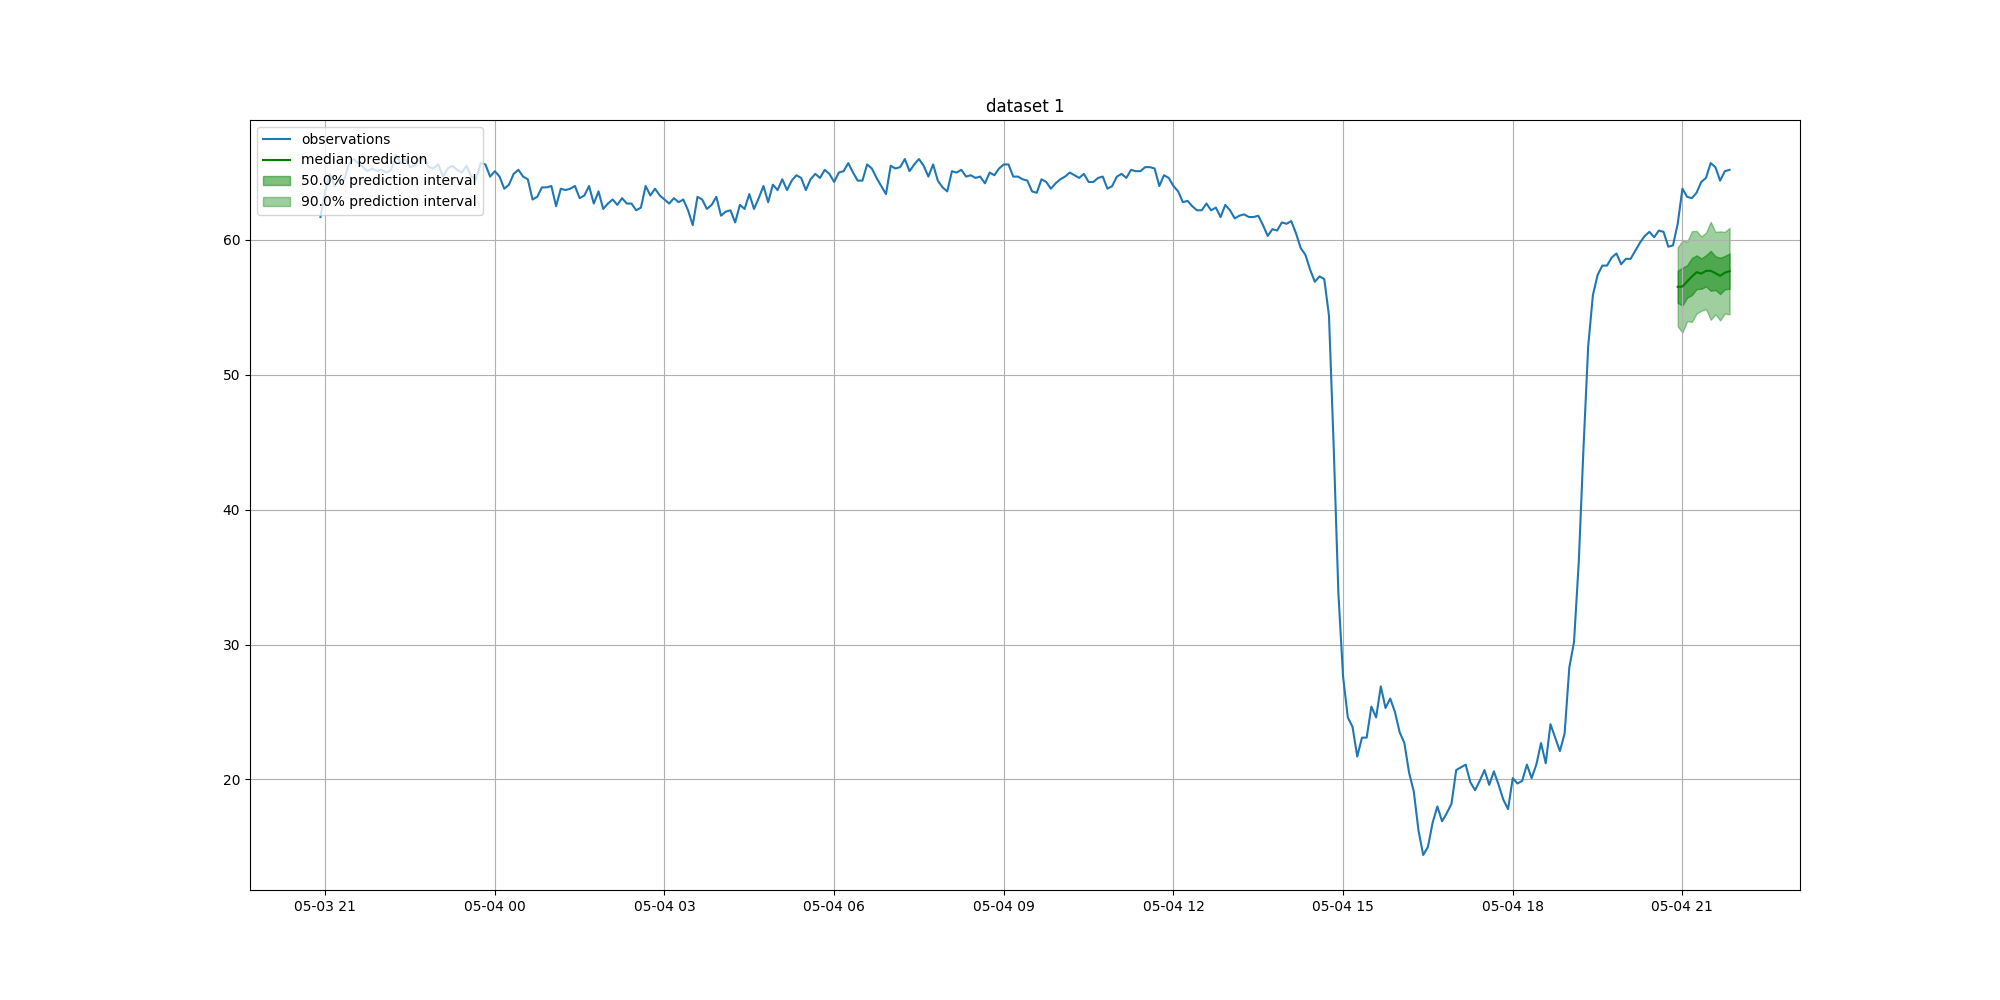 dataset 1
observations
median prediction
50.0% prediction interval
90.0% prediction interval
60
50
40
30
20
05-03 21
05-04 00
05-04 03
05-04 06
05-04 09
05-04 12
05-04 15
05-04 18
05-04 21